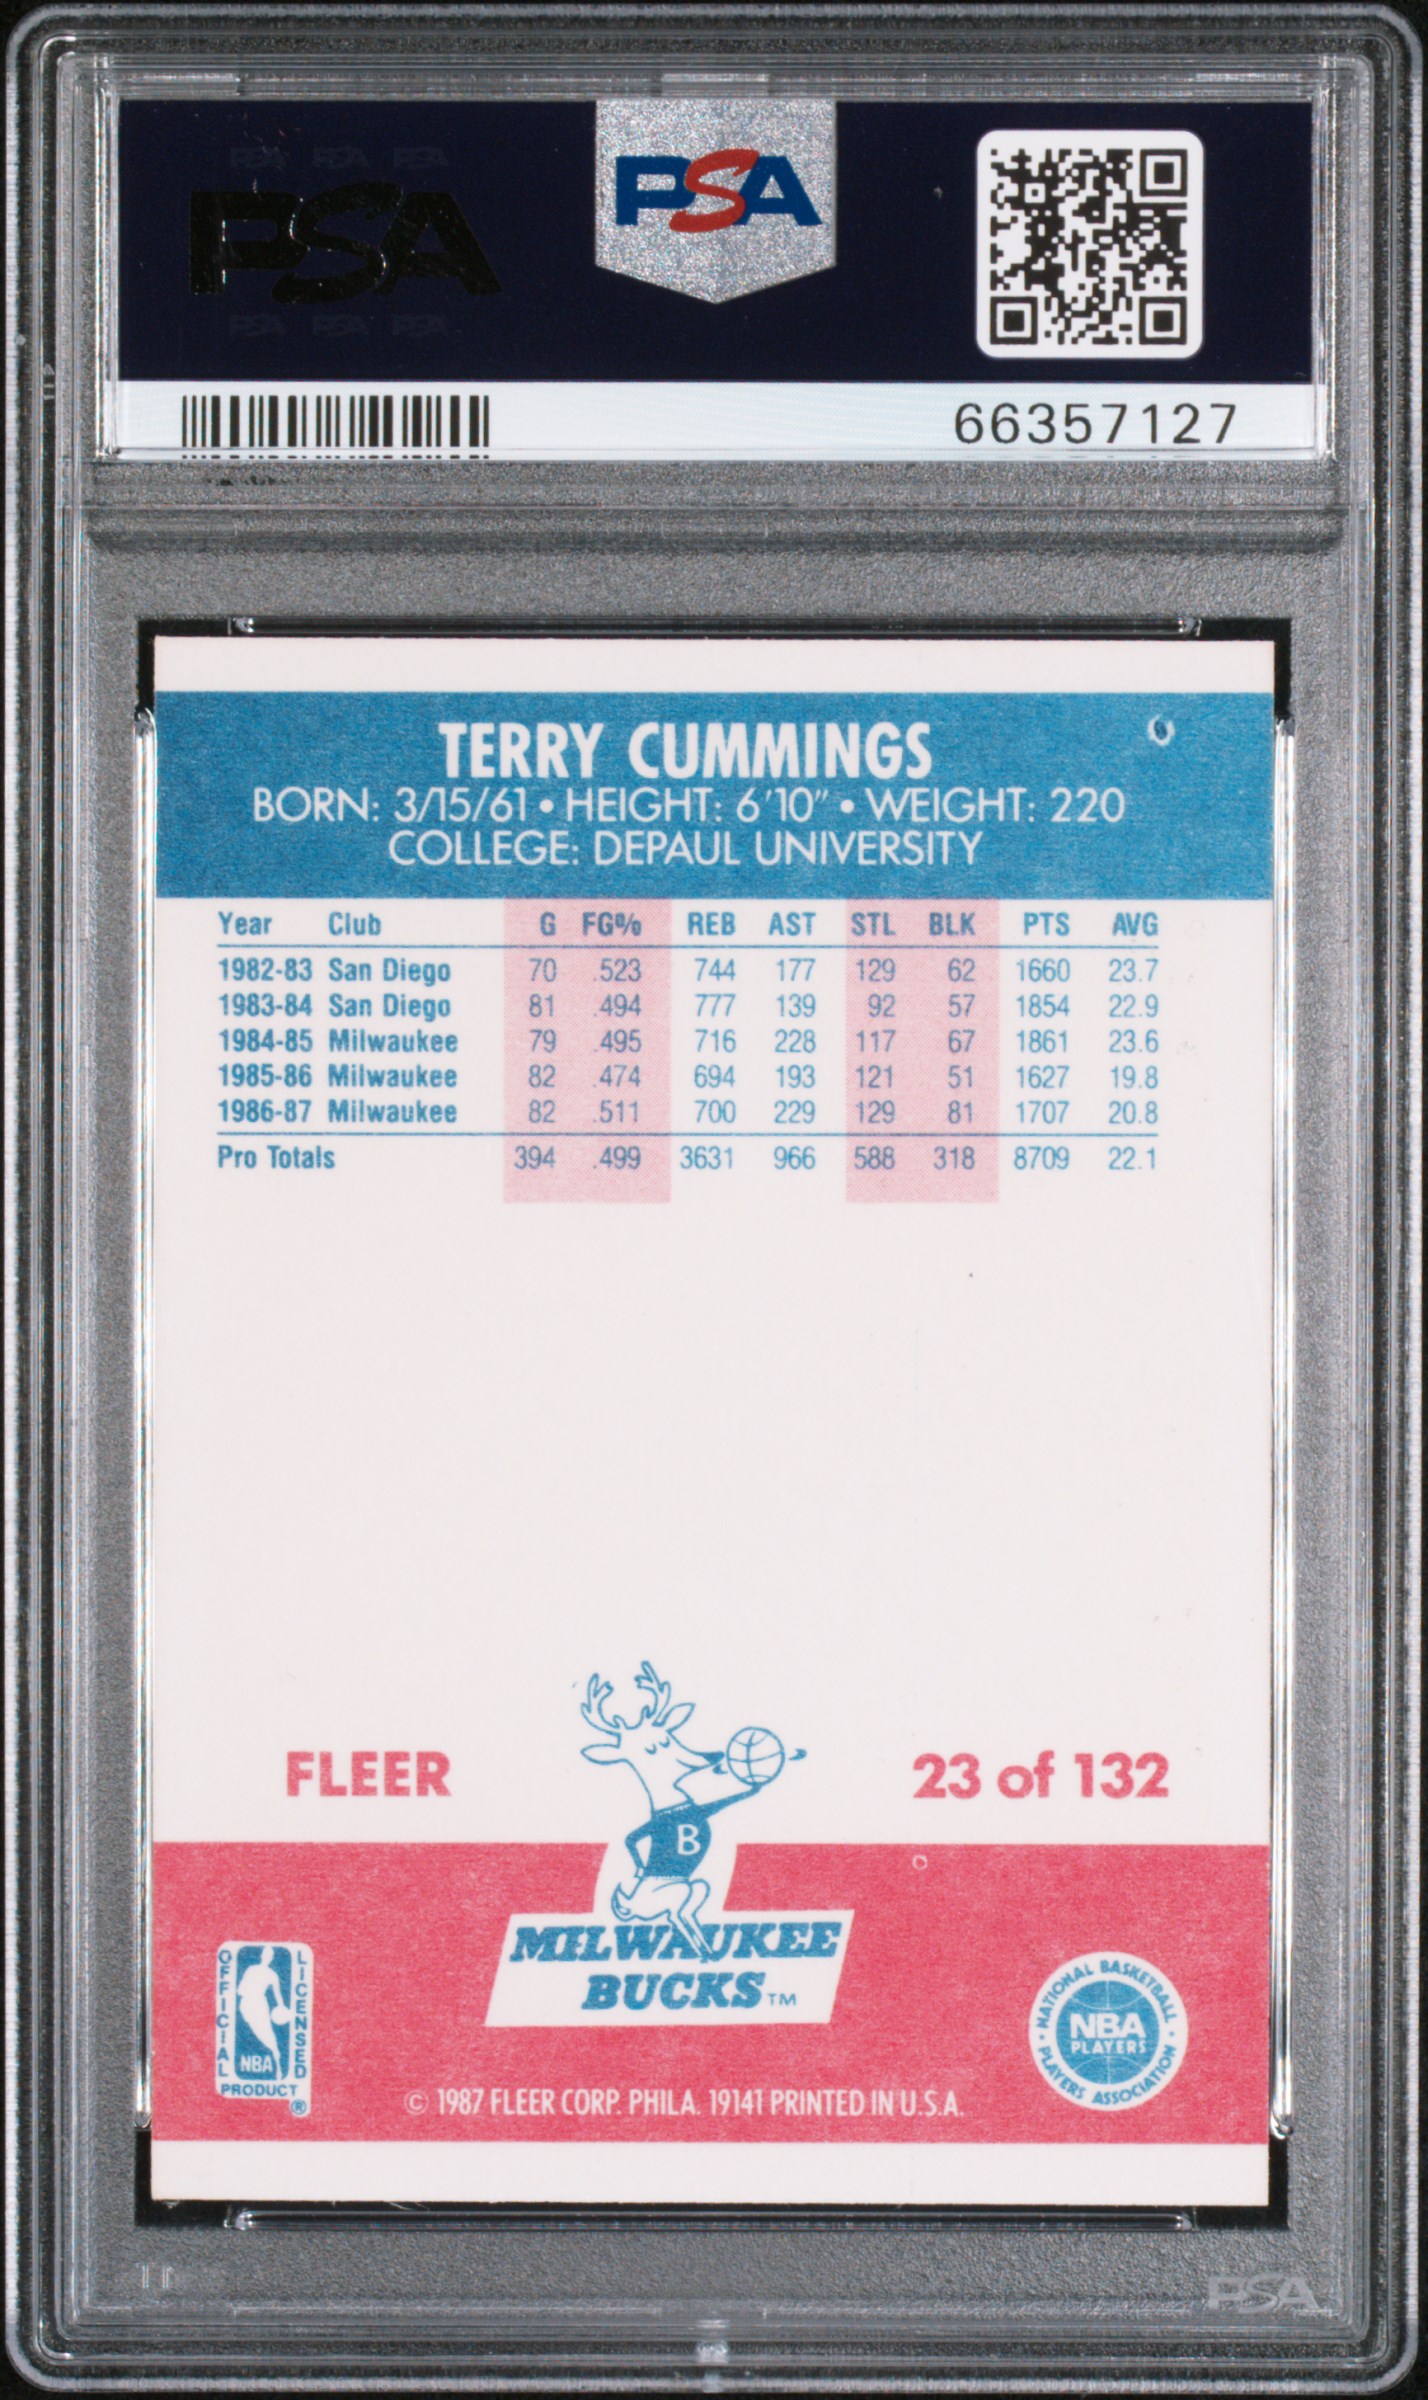 PSA PSA PSA
PSA
PSA PSA PSA
PSA
66357127
TERRY CUMMINGS
BORN: 3/15/61 • HEIGHT: 6'10" • WEIGHT: 220
COLLEGE: DEPAUL UNIVERSITY
Year Club G FG% REB AST STL BLK PTS AVG
1982-83 San Diego 70 .523 744 177 129 62 1660 23.7
1983-84 San Diego 81 .494 777 139 92 57 1854 22.9
1984-85 Milwaukee 79 .495 716 228 117 67 1861 23.6
1985-86 Milwaukee 82 .474 694 193 121 51 1627 19.8
1986-87 Milwaukee 82 .511 700 229 129 81 1707 20.8
Pro Totals 394 .499 3631 966 588 318 8709 22.1
FLEER
23 of 132
B
MILWAUKEE
BUCKS™
OFFICIAL LICENSED
NBA
PRODUCT
®
NATIONAL BASKETBALL
NBA
PLAYERS
• PLAYERS ASSOCIATION •
© 1987 FLEER CORP. PHILA. 19141 PRINTED IN U.S.A.
PSA